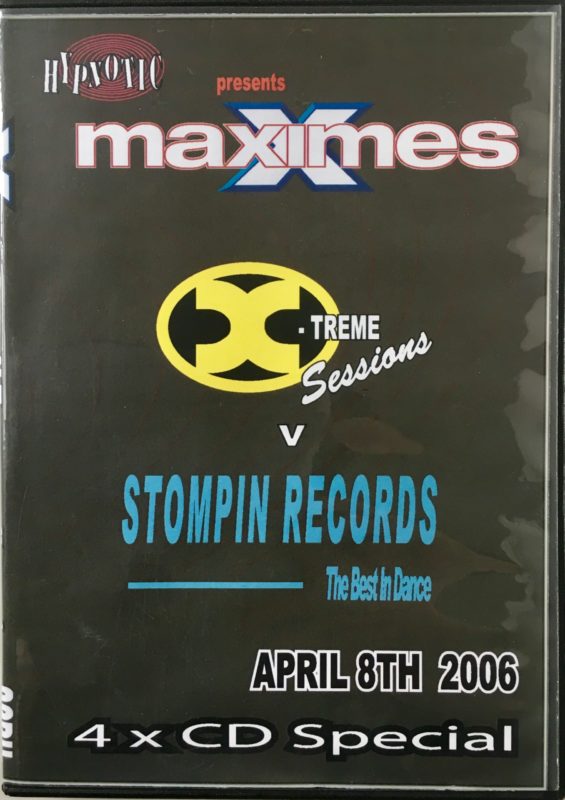 HYPNOTIC
presents
maximes
X
X
- TREME
Sessions
V
STOMPIN RECORDS
The Best In Dance
APRIL 8TH 2006
4 x CD Special